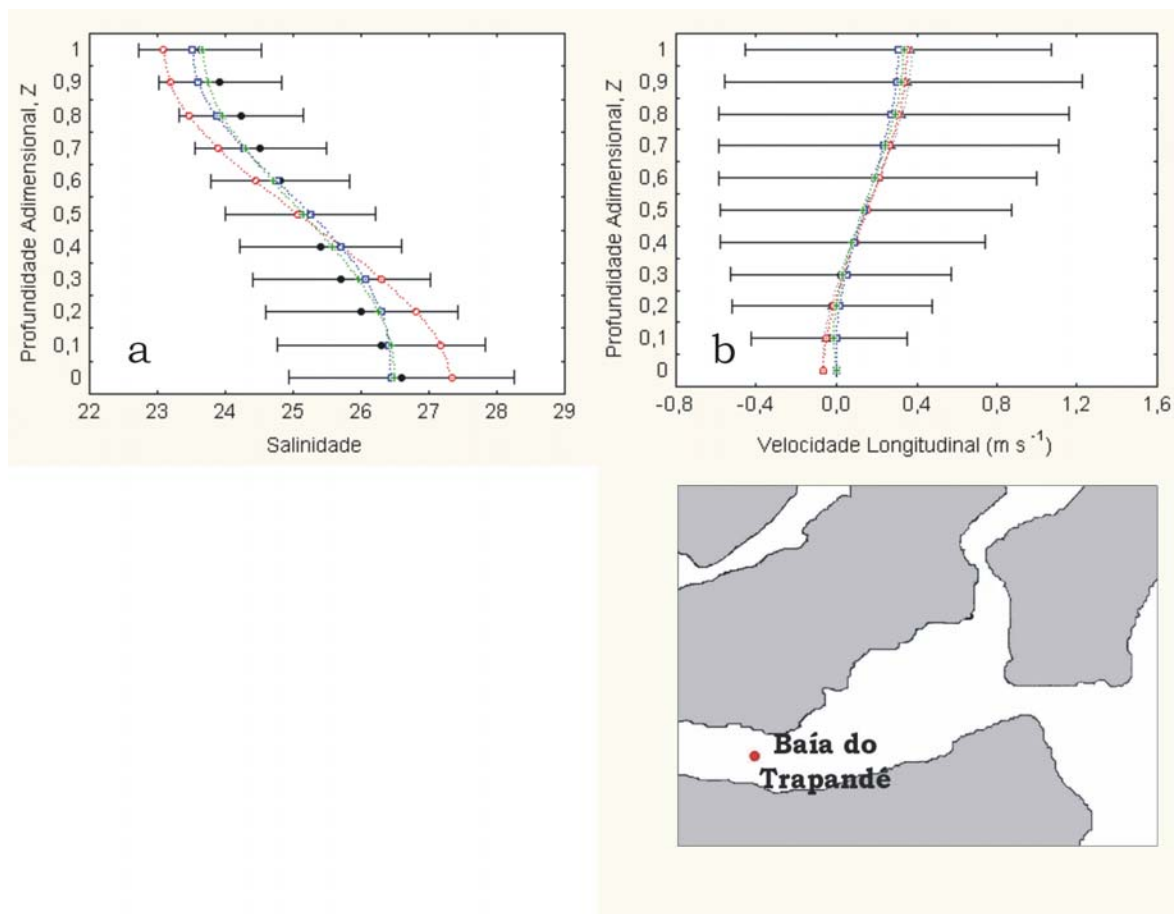 Profundidade Adimensional, Z
1
0,9
0,8
0,7
0,6
0,5
0,4
0,3
0,2
0,1
0
a
22 23 24 25 26 27 28 29
Salinidade
Profundidade Adimensional, Z
1
0,9
0,8
0,7
0,6
0,5
0,4
0,3
0,2
0,1
0
b
-0,8 -0,4 0,0 0,4 0,8 1,2 1,6
Velocidade Longitudinal (m s -1)
Baía do
Trapandê